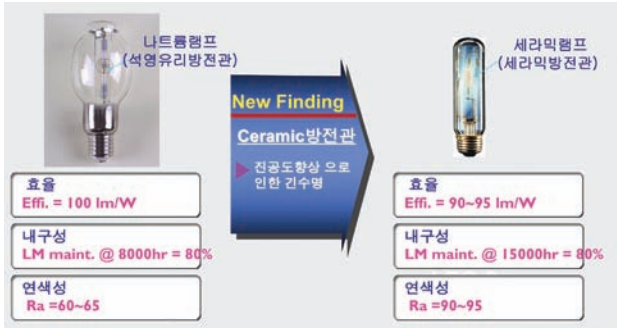 나트륨램프
(석영유리방전관)
효율
Effi. = 100 lm/W
내구성
LM maint. @ 8000hr = 80%
연색성
Ra =60~65
New Finding
Ceramic방전관
진공도향상 으로
인한 긴수명
세라믹램프
(세라믹방전관)
효율
Effi. = 90~95 lm/W
내구성
LM maint. @ 15000hr = 80%
연색성
Ra =90~95